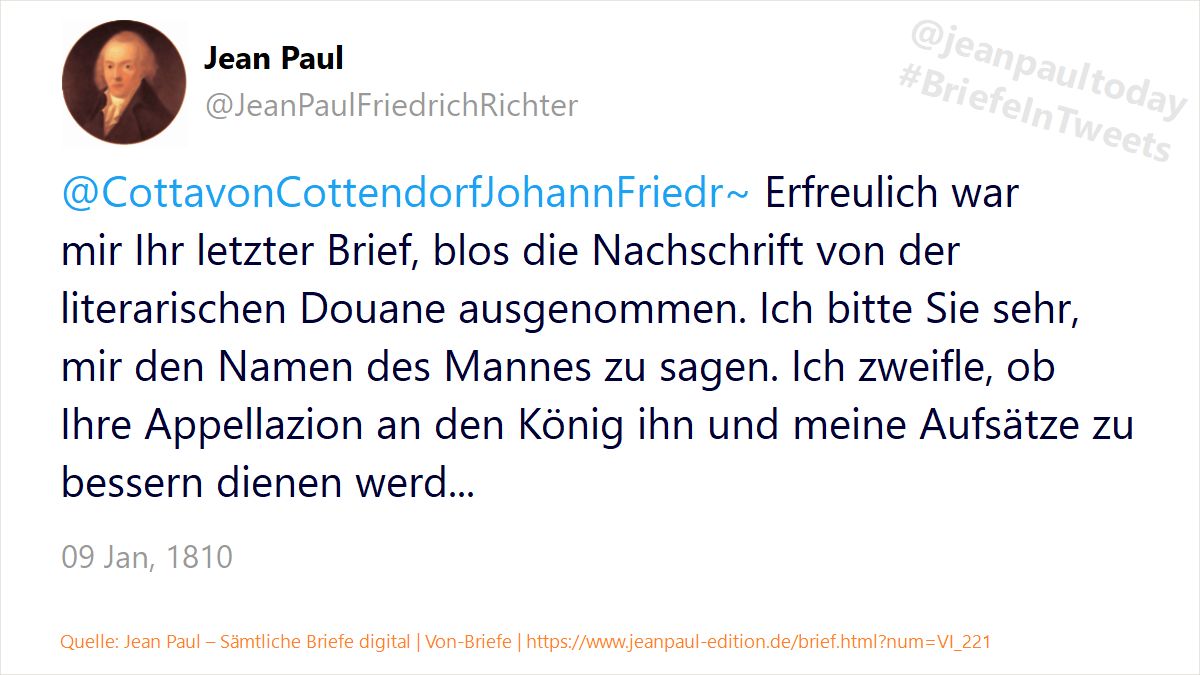 Jean Paul
@JeanPaulFriedrichRichter
@jeanpaultoday
#BriefeInTweets
@CottavonCottendorfJohannFriedr~ Erfreulich war
mir Ihr letzter Brief, blos die Nachschrift von der
literarischen Douane ausgenommen. Ich bitte Sie sehr,
mir den Namen des Mannes zu sagen. Ich zweifle, ob
Ihre Appellazion an den König ihn und meine Aufsätze zu
bessern dienen werd...
09 Jan, 1810
Quelle: Jean Paul – Sämtliche Briefe digital | Von-Briefe | https://www.jeanpaul-edition.de/brief.html?num=VI_221